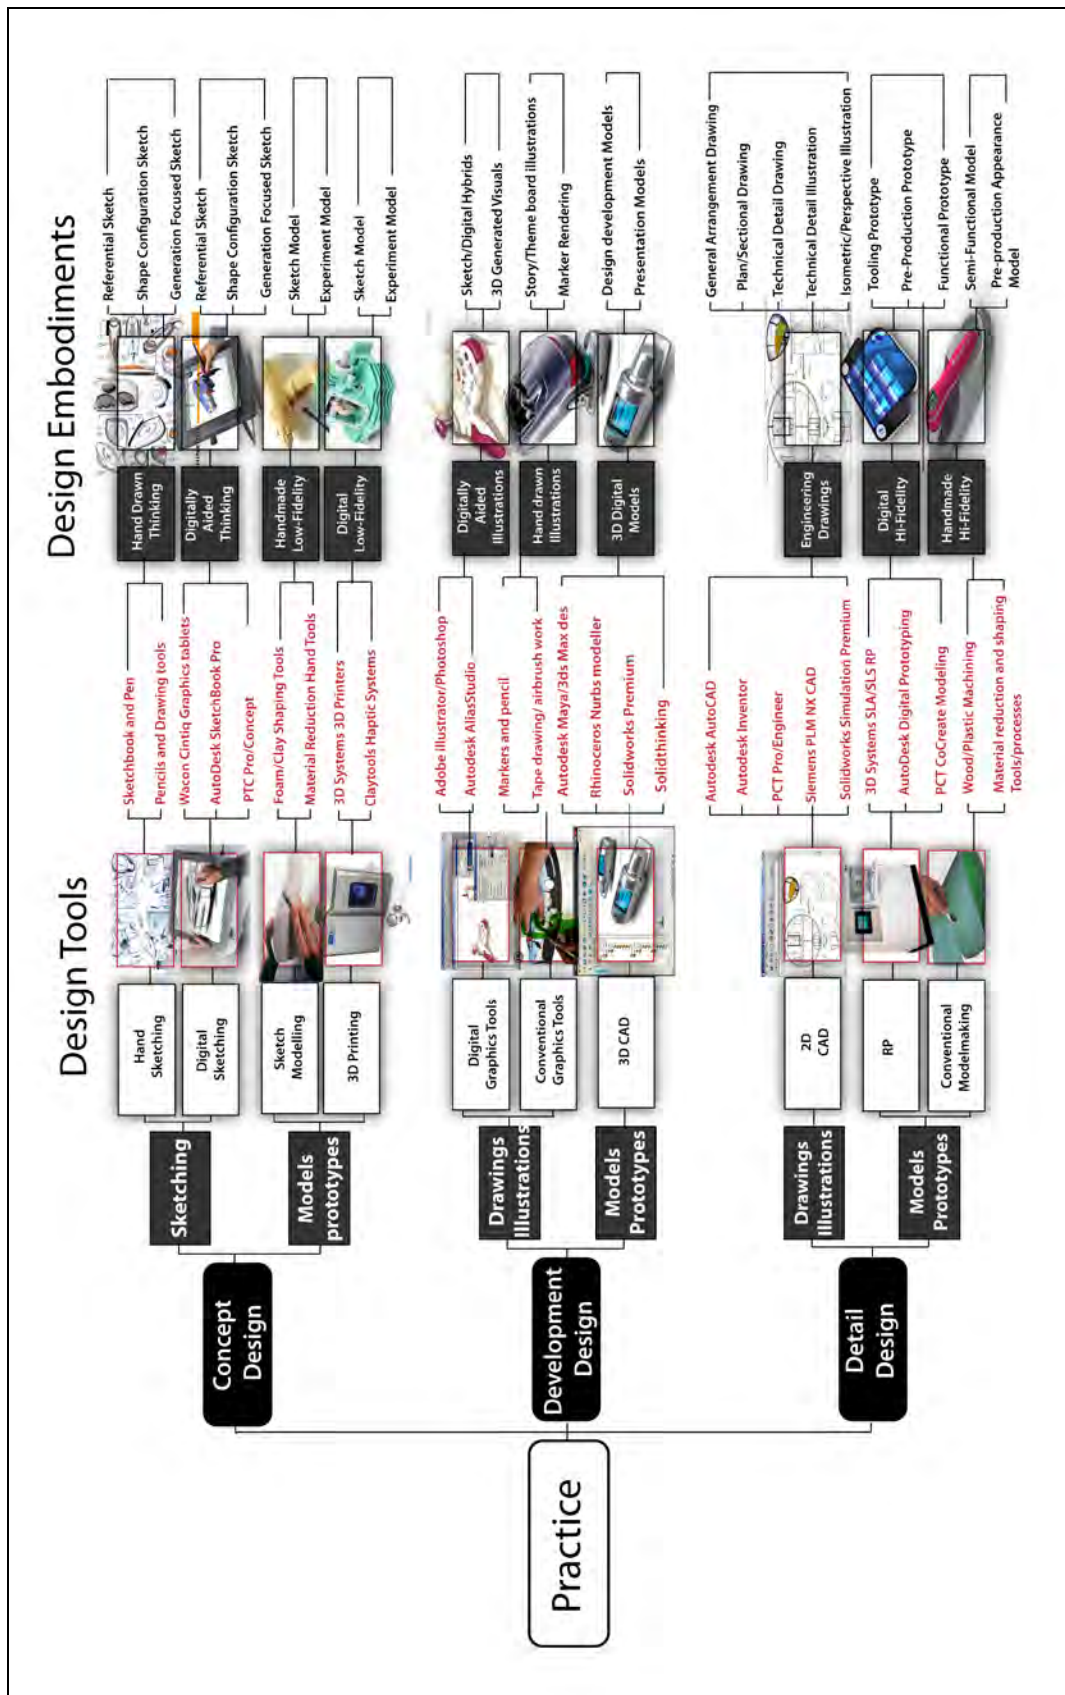 Design Tools
Design Embodiments
Practice
Concept
Design
Sketching
Hand
Sketching
Sketchbook and Pen
Pencils and Drawing tools
Hand Drawn
Thinking
Referential Sketch
Shape Configuration Sketch
Generation Focused Sketch
Digital
Sketching
Wacon Cintiq Graphics tablets
AutoDesk SketchBook Pro
PTC Pro/Concept
Digitally
Aided
Thinking
Referential Sketch
Shape Configuration Sketch
Generation Focused Sketch
Models
prototypes
Sketch
Modelling
Foam/Clay Shaping Tools
Material Reduction Hand Tools
Handmade
Low-Fidelity
Sketch Model
Experiment Model
3D Printing
3D Systems 3D Printers
Claytools Haptic Systems
Digital
Low-Fidelity
Sketch Model
Experiment Model
Development
Design
Drawings
Illustrations
Digital
Graphics Tools
Adobe Illustrator/Photoshop
Autodesk AliasStudio
Digitally
Aided
Illustrations
Sketch/Digital Hybrids
3D Generated Visuals
Conventional
Graphics Tools
Markers and pencil
Tape drawing/ airbrush work
Hand drawn
Illustrations
Story/Theme board illustrations
Marker Rendering
Models
Prototypes
3D CAD
Autodesk Maya/3ds Max des
Rhinoceros Nurbs modeller
Solidworks Premium
Solidthinking
3D Digital
Models
Design development Models
Presentation Models
Detail
Design
Drawings
Illustrations
2D
CAD
Autodesk AutoCAD
Autodesk Inventor
PCT Pro/Engineer
Siemens PLM NX CAD
Solidworks Simulation Premium
Engineering
Drawings
General Arrangement Drawing
Plan/Sectional Drawing
Technical Detail Drawing
Technical Detail Illustration
Isometric/Perspective Illustration
Models
Prototypes
RP
3D Systems SLA/SLS RP
AutoDesk Digital Prototyping
PCT CoCreate Modeling
Digital
Hi-Fidelity
Tooling Prototype
Pre-Production Prototype
Functional Prototype
Conventional
Modelmaking
Wood/Plastic Machining
Material reduction and shaping
Tools/processes
Handmade
Hi-Fidelity
Semi-Functional Model
Pre-production Appearance
Model